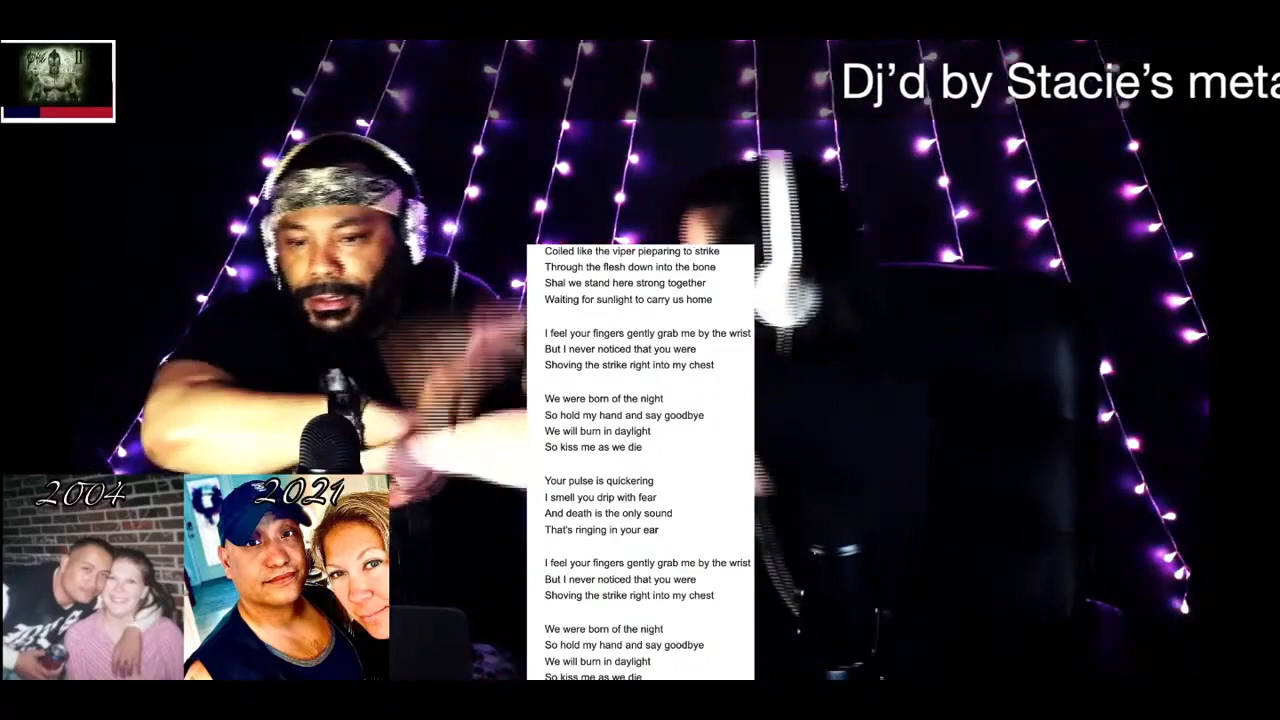 Dj’d by Stacie’s meta
Coiled like the viper pieparing to strike
Through the flesh down into the bone
Shal we stand here strong together
Waiting for sunlight to carry us home
I feel your fingers gently grab me by the wrist
But I never noticed that you were
Shoving the strike right into my chest
We were born of the night
So hold my hand and say goodbye
We will burn in daylight
So kiss me as we die
Your pulse is quickering
I smell you drip with fear
And death is the only sound
That's ringing in your ear
I feel your fingers gently grab me by the wrist
But I never noticed that you were
Shoving the strike right into my chest
We were born of the night
So hold my hand and say goodbye
We will burn in daylight
So kiss me as we die
2004
2021